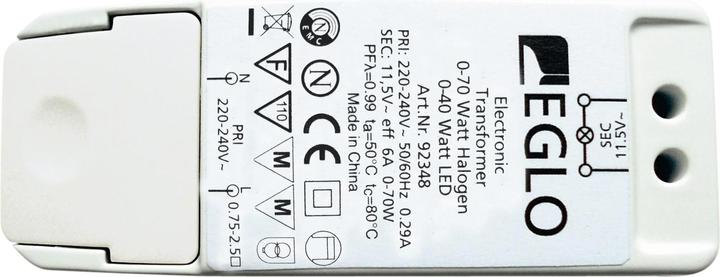 EGLO
Electronic
Transformer
0-70 Watt Halogen
0-40 Watt LED
Art.Nr. 92348
PRI: 220-240V~ 50/60Hz 0.29A
SEC: 11,5V~ eff 6A 0-70W
PFλ=0.99 ta=50°C tc=80°C
Made in China
EMC
N
CE
F
110
M
M
N
PRI
220-240V~
L
0.75-2.5□
11.5V~
SEC